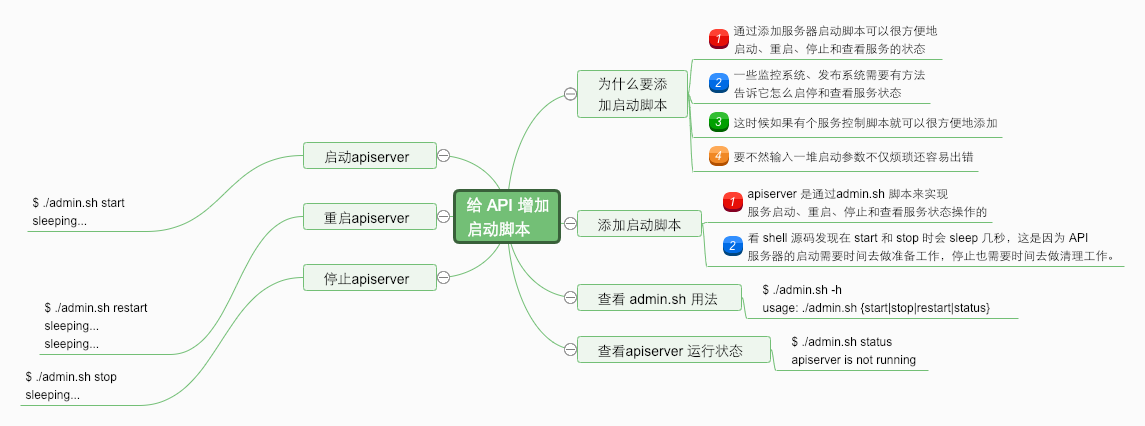 给 API 增加
启动脚本
为什么要添
加启动脚本
通过添加服务器启动脚本可以很方便地
启动、重启、停止和查看服务的状态
一些监控系统、发布系统需要有方法
告诉它怎么启停和查看服务状态
这时候如果有个服务控制脚本就可以很方便地添加
要不然输入一堆启动参数不仅烦琐还容易出错
添加启动脚本
apiserver 是通过admin.sh 脚本来实现
服务启动、重启、停止和查看服务状态操作的
看 shell 源码发现在 start 和 stop 时会 sleep 几秒，这是因为 API
服务器的启动需要时间去做准备工作，停止也需要时间去做清理工作。
查看 admin.sh 用法
$ ./admin.sh -h
usage: ./admin.sh {start|stop|restart|status}
查看apiserver 运行状态
$ ./admin.sh status
apiserver is not running
启动apiserver
$ ./admin.sh start
sleeping...
重启apiserver
$ ./admin.sh restart
sleeping...
sleeping...
停止apiserver
$ ./admin.sh stop
sleeping...
1
2
3
4
1
2